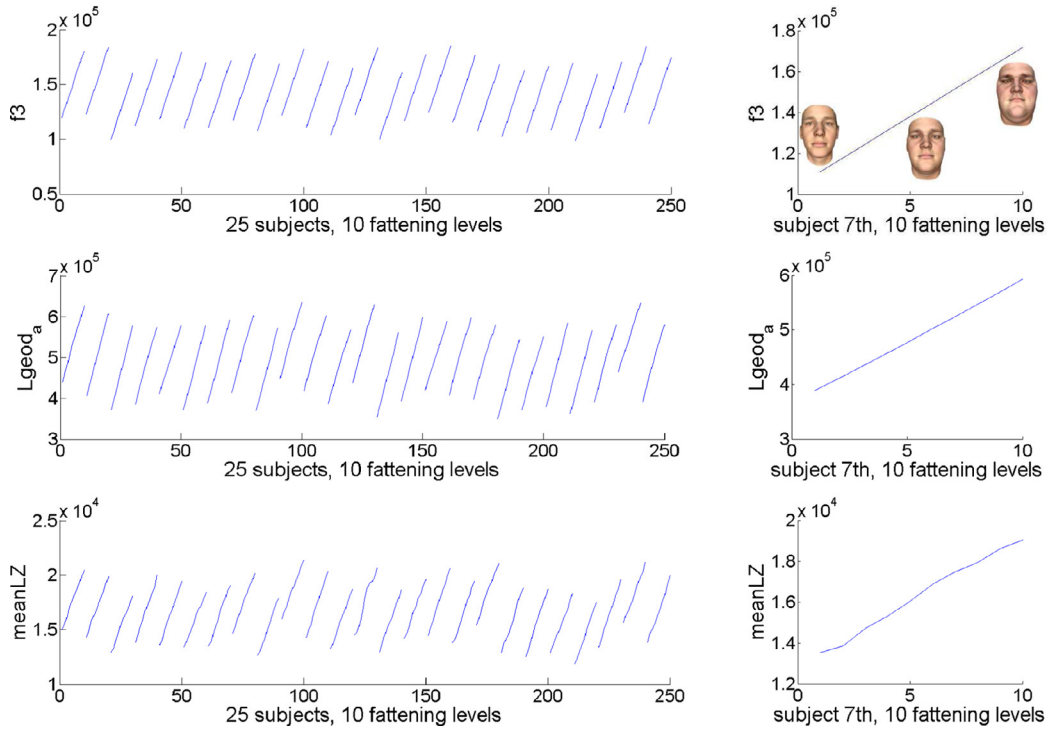 x 10^5
2
1.5
1
0.5
f3
0 50 100 150 200 250
25 subjects, 10 fattening levels
x 10^5
1.8
1.6
1.4
1.2
1
f3
0 5 10
subject 7th, 10 fattening levels
x 10^5
7
6
5
4
3
Lgeod_a
0 50 100 150 200 250
25 subjects, 10 fattening levels
x 10^5
6
5
4
3
Lgeod_a
0 5 10
subject 7th, 10 fattening levels
x 10^4
2.5
2
1.5
1
meanLZ
0 50 100 150 200 250
25 subjects, 10 fattening levels
x 10^4
2
1.8
1.6
1.4
1.2
meanLZ
0 5 10
subject 7th, 10 fattening levels